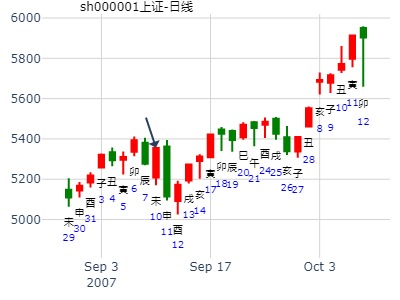 sh000001上证-日线
6000
5800
5600
5400
5200
5000
未 申 酉 子 丑 寅 卯 辰 未 申 酉 戌 亥 寅 卯 辰 巳 午 酉 戌 亥 子 丑 亥 子 丑 寅 卯
29 30 31 3 4 5 6 7 10 11 12 13 14 17 18 19 20 21 24 25 26 27 28 8 9 10 11 12
Sep 3 Sep 17 Oct 3
2007